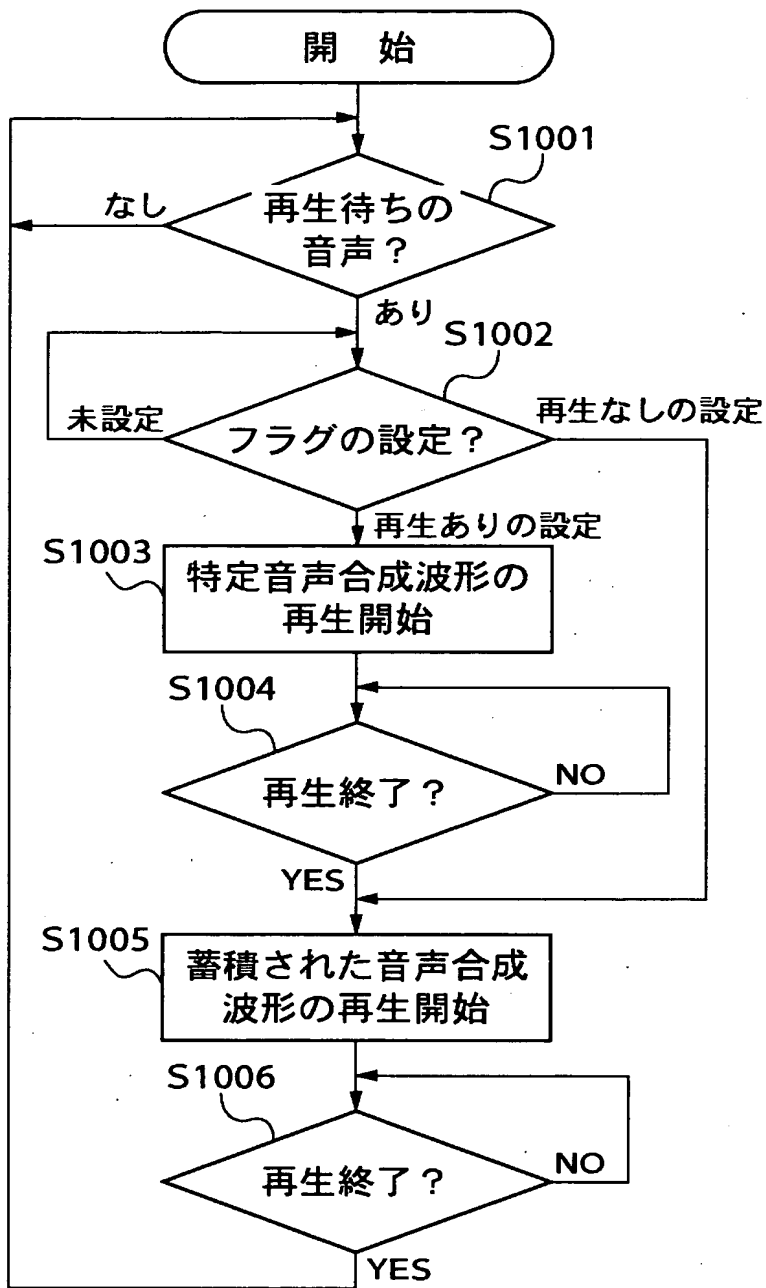 開 始
S1001
なし
再生待ちの
音声？
あり
S1002
未設定
フラグの設定？
再生なしの設定
再生ありの設定
S1003
特定音声合成波形の
再生開始
S1004
再生終了？
NO
YES
S1005
蓄積された音声合成
波形の再生開始
S1006
再生終了？
NO
YES